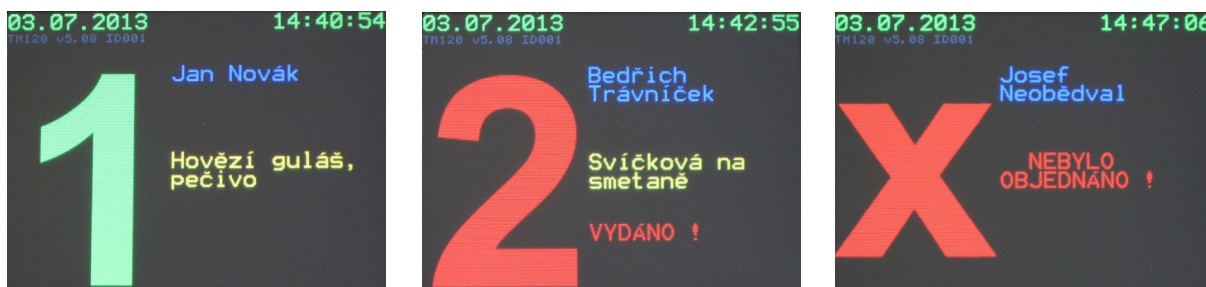 03.07.2013 14:40:54
TM120 v5.08 ID001
1
Jan Novák
Hovězí guláš,
pečivo
03.07.2013 14:42:55
TM120 v5.08 ID001
2
Bedřich
Trávníček
Svíčková na
smetaně
VYDÁNO !
03.07.2013 14:47:06
TM120 v5.08 ID001
X
Josef
Neobědval
NEBYLO
OBJEDNÁNO !